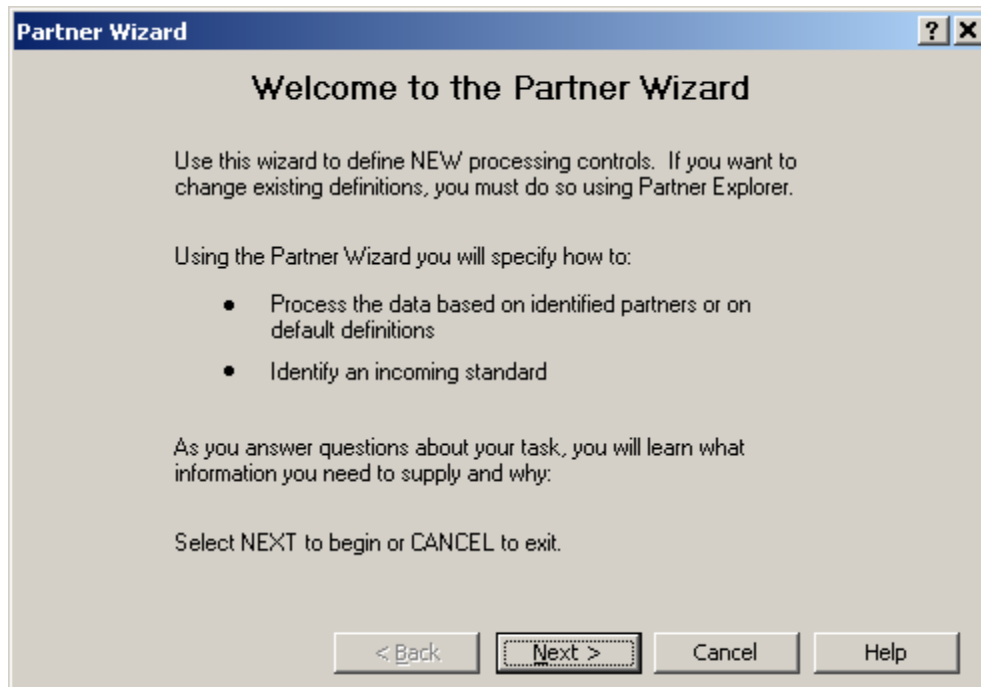 Partner Wizard
Welcome to the Partner Wizard
Use this wizard to define NEW processing controls.  If you want to
change existing definitions, you must do so using Partner Explorer.
Using the Partner Wizard you will specify how to:
● Process the data based on identified partners or on
default definitions
● Identify an incoming standard
As you answer questions about your task, you will learn what
information you need to supply and why:
Select NEXT to begin or CANCEL to exit.
< Back Next > Cancel Help